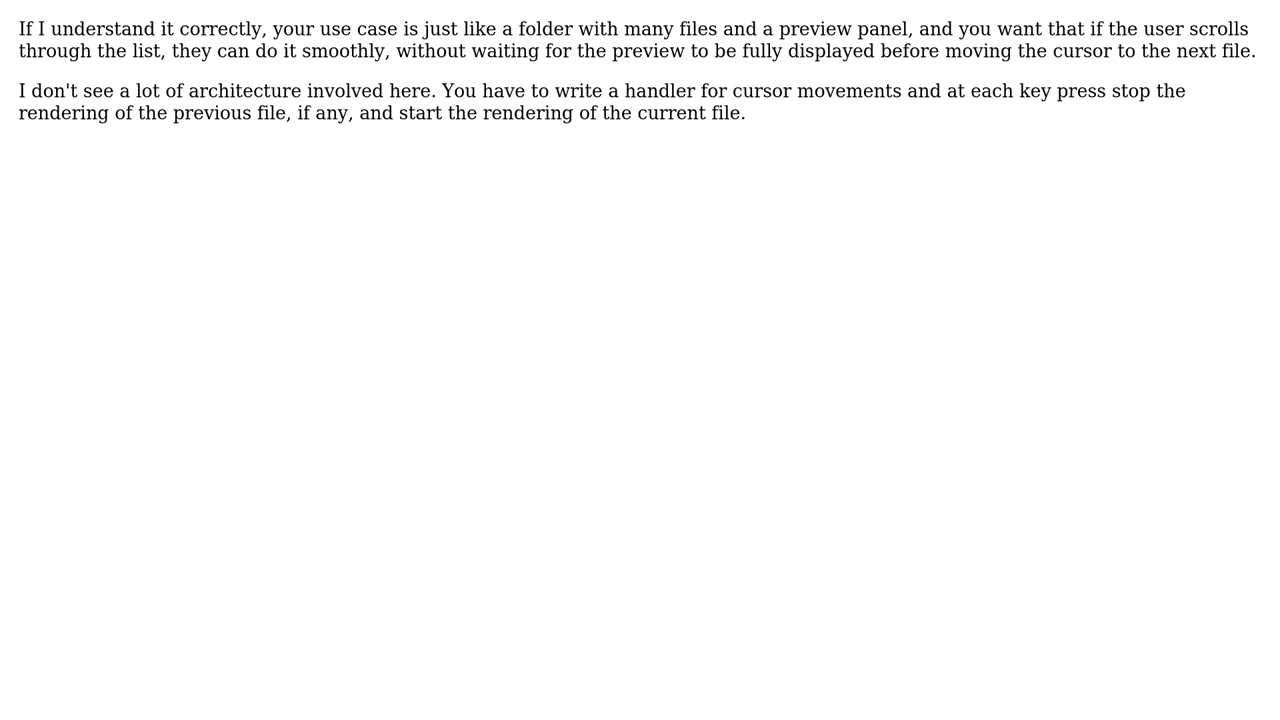 If I understand it correctly, your use case is just like a folder with many files and a preview panel, and you want that if the user scrolls
through the list, they can do it smoothly, without waiting for the preview to be fully displayed before moving the cursor to the next file.
I don't see a lot of architecture involved here. You have to write a handler for cursor movements and at each key press stop the
rendering of the previous file, if any, and start the rendering of the current file.